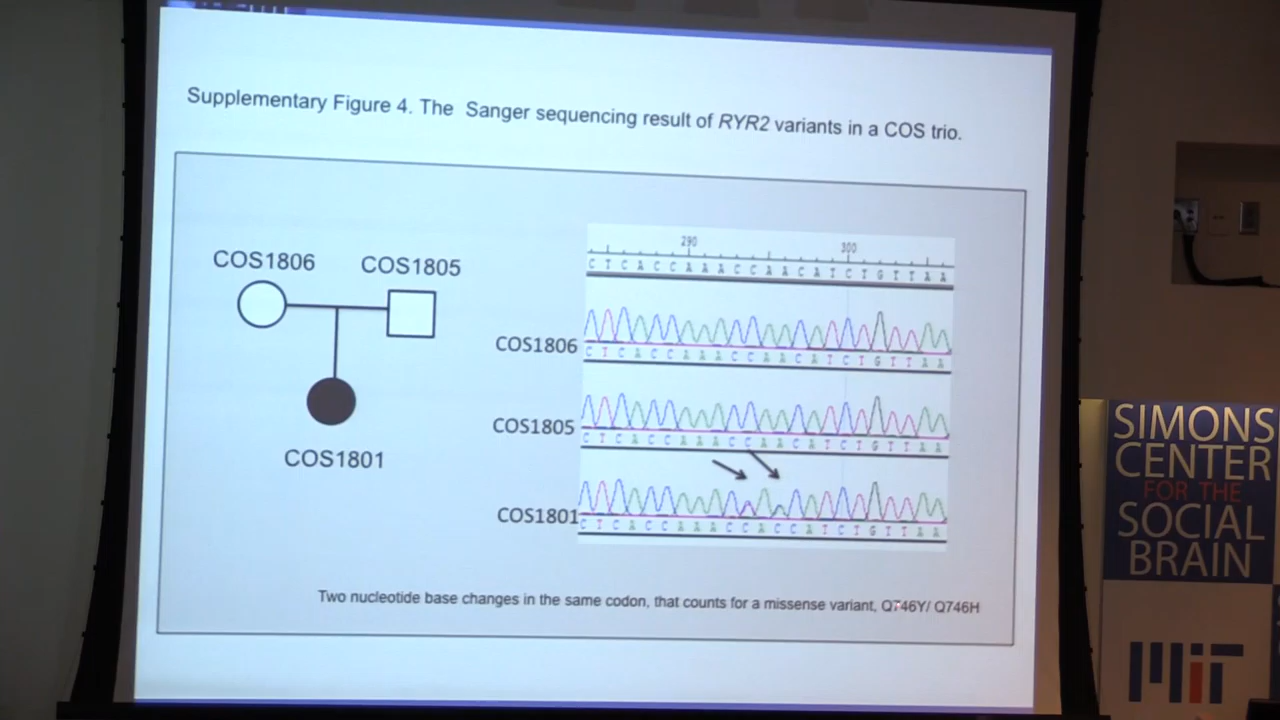 Supplementary Figure 4. The Sanger sequencing result of RYR2 variants in a COS trio.
COS1806 COS1805
COS1801
290 300
C T C A C C A A A C C A A C A T C T G T T A A
COS1806
C T C A C C A A A C C A A C A T C T G T T A A
COS1805
C T C A C C A A A C C A A C A T C T G T T A A
COS1801
C T C A C C A A A C C A C C A T C T G T T A A
Two nucleotide base changes in the same codon, that counts for a missense variant, Q746Y/ Q746H
SIMONS
CENTER
FOR THE
SOCIAL
BRAIN
MIT